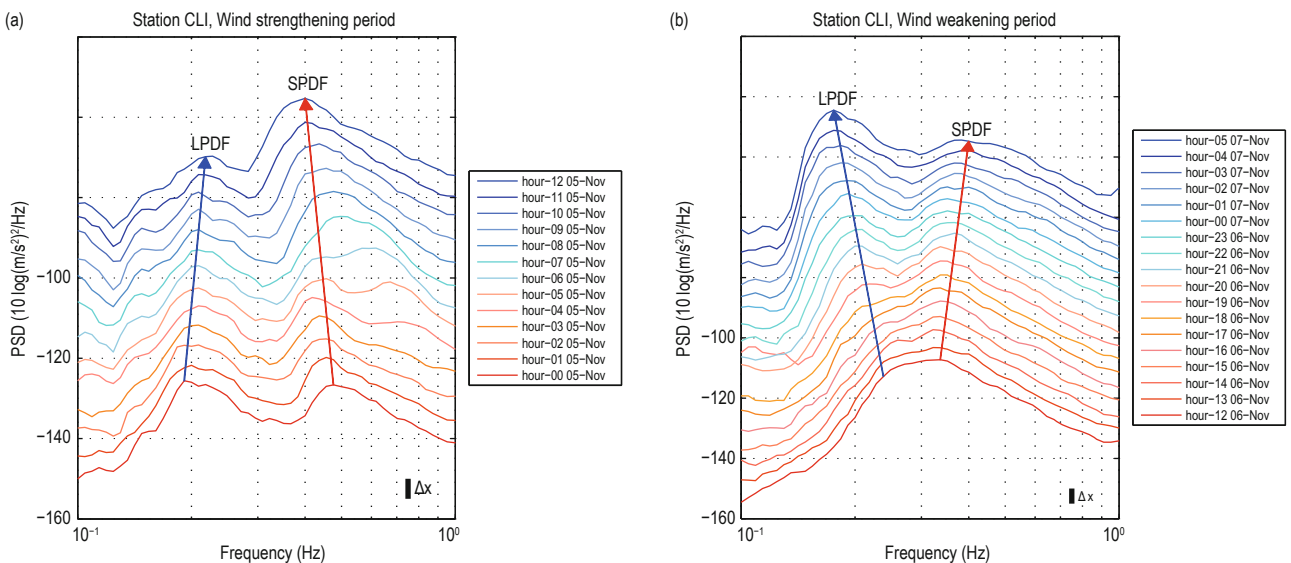 (a)
Station CLI, Wind strengthening period
SPDF
LPDF
−100
−120
−140
−160
PSD (10 log(m/s²)²/Hz)
Δx
10⁻¹
10⁰
Frequency (Hz)
hour−12 05−Nov
hour−11 05−Nov
hour−10 05−Nov
hour−09 05−Nov
hour−08 05−Nov
hour−07 05−Nov
hour−06 05−Nov
hour−05 05−Nov
hour−04 05−Nov
hour−03 05−Nov
hour−02 05−Nov
hour−01 05−Nov
hour−00 05−Nov
(b)
Station CLI, Wind weakening period
LPDF
SPDF
−100
−120
−140
−160
PSD (10 log(m/s²)²/Hz)
Δx
10⁻¹
10⁰
Frequency (Hz)
hour−05 07−Nov
hour−04 07−Nov
hour−03 07−Nov
hour−02 07−Nov
hour−01 07−Nov
hour−00 07−Nov
hour−23 06−Nov
hour−22 06−Nov
hour−21 06−Nov
hour−20 06−Nov
hour−19 06−Nov
hour−18 06−Nov
hour−17 06−Nov
hour−16 06−Nov
hour−15 06−Nov
hour−14 06−Nov
hour−13 06−Nov
hour−12 06−Nov